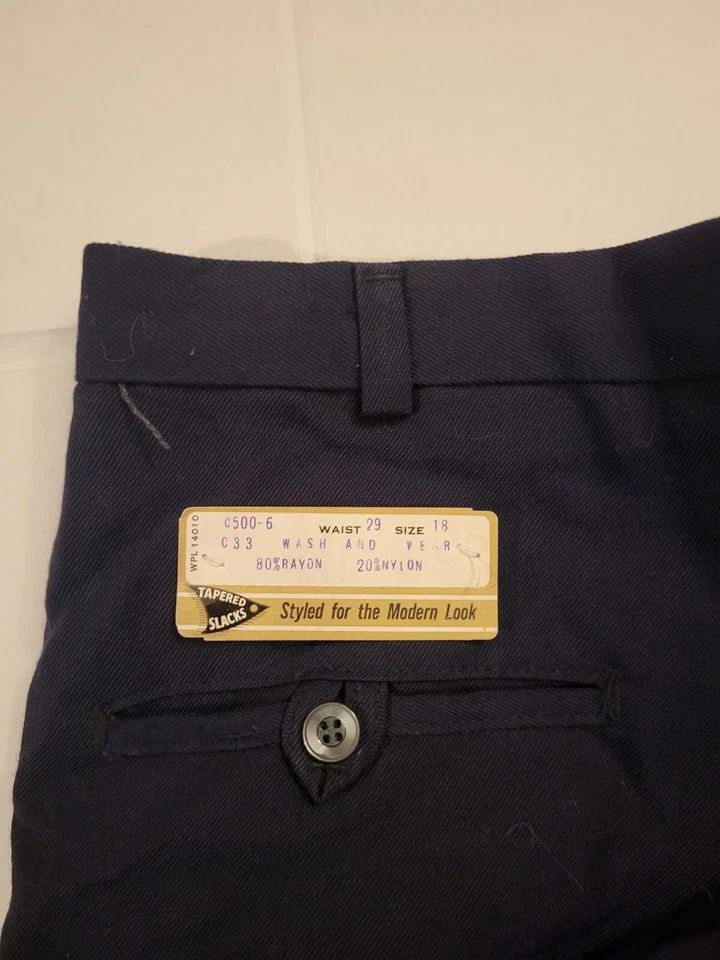 WPL 14010
C500-6 WAIST 29 SIZE 18
C33 WASH AND WEAR
80%RAYON 20%NYLON
TAPERED
SLACKS
Styled for the Modern Look